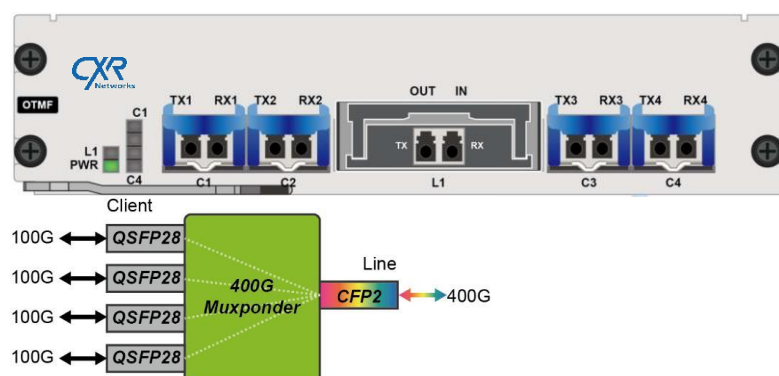 CXR
Networks
OTMF
L1
PWR
C1
C4
TX1 RX1 TX2 RX2
C1 C2
OUT IN
TX RX
L1
TX3 RX3 TX4 RX4
C3 C4
Client
100G QSFP28
100G QSFP28
100G QSFP28
100G QSFP28
400G
Muxponder
Line
CFP2 400G